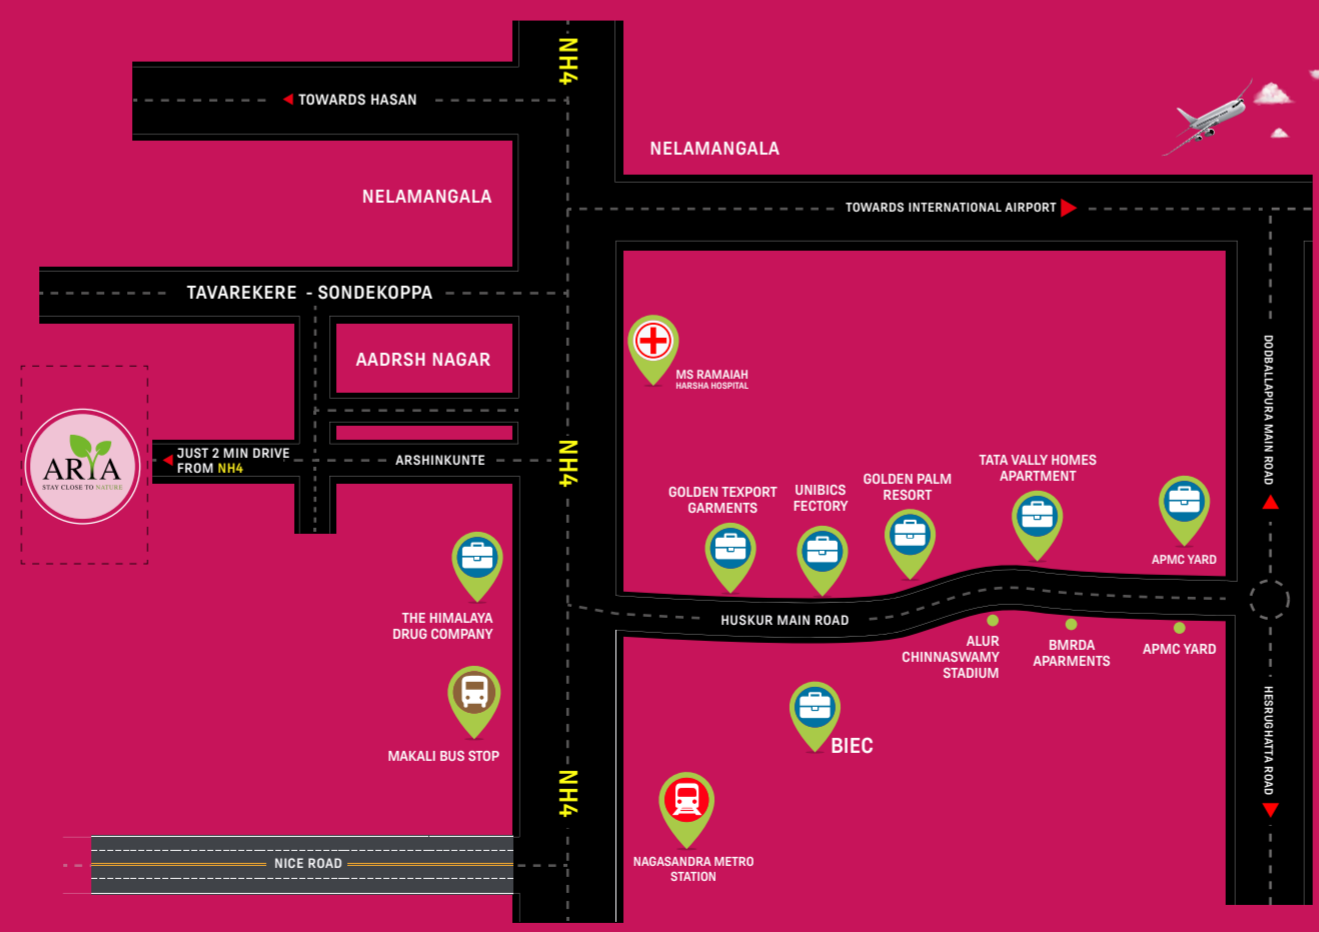 NH4
TOWARDS HASAN
NELAMANGALA
NELAMANGALA
TOWARDS INTERNATIONAL AIRPORT
TAVAREKERE - SONDEKOPPA
AADRSH NAGAR
MS RAMAIAH
HARSHA HOSPITAL
DODBALLAPURA MAIN ROAD
ARIA
STAY CLOSE TO NATURE
JUST 2 MIN DRIVE
FROM NH4
ARSHINKUNTE
NH4
GOLDEN TEXPORT
GARMENTS
UNIBICS
FECTORY
GOLDEN PALM
RESORT
TATA VALLY HOMES
APARTMENT
APMC YARD
THE HIMALAYA
DRUG COMPANY
HUSKUR MAIN ROAD
ALUR
CHINNASWAMY
STADIUM
BMRDA
APARMENTS
APMC YARD
HESRUGHATTA ROAD
MAKALI BUS STOP
BIEC
NH4
NAGASANDRA METRO
STATION
NICE ROAD